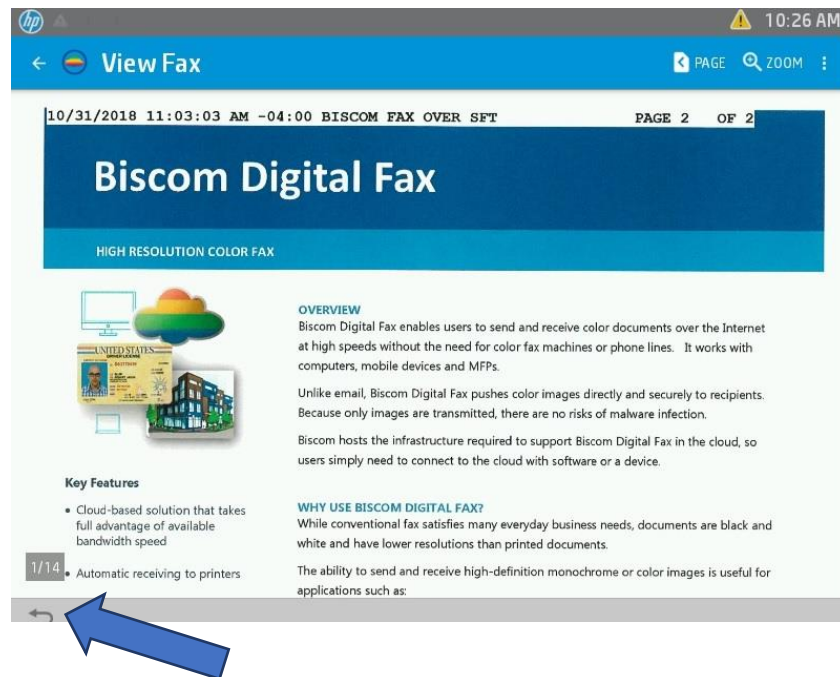 hp
10:26 AM
View Fax
PAGE
ZOOM
10/31/2018 11:03:03 AM -04:00 BISCOM FAX OVER SFT PAGE 2 OF 2
Biscom Digital Fax
HIGH RESOLUTION COLOR FAX
UNITED STATES
DRIVER LICENSE
Key Features
• Cloud-based solution that takes
full advantage of available
bandwidth speed
• Automatic receiving to printers
OVERVIEW
Biscom Digital Fax enables users to send and receive color documents over the Internet
at high speeds without the need for color fax machines or phone lines. It works with
computers, mobile devices and MFPs.
Unlike email, Biscom Digital Fax pushes color images directly and securely to recipients.
Because only images are transmitted, there are no risks of malware infection.
Biscom hosts the infrastructure required to support Biscom Digital Fax in the cloud, so
users simply need to connect to the cloud with software or a device.
WHY USE BISCOM DIGITAL FAX?
While conventional fax satisfies many everyday business needs, documents are black and
white and have lower resolutions than printed documents.
The ability to send and receive high-definition monochrome or color images is useful for
applications such as:
1/14